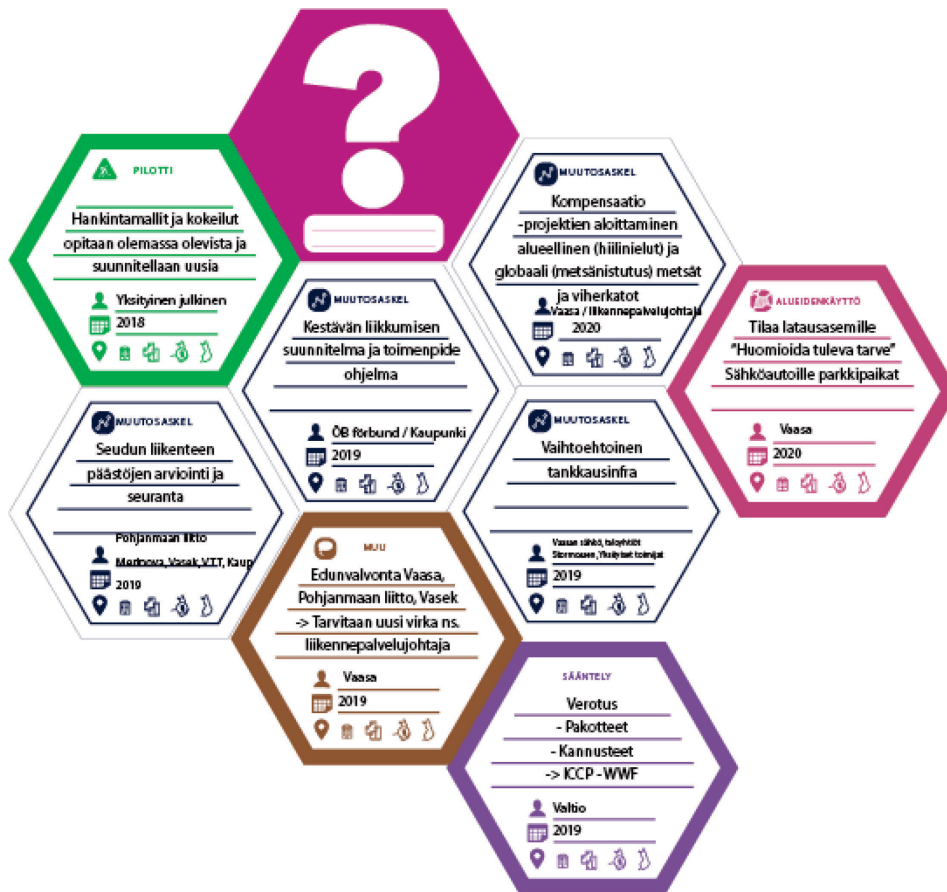 ?
PILOTTI
Hankintamallit ja kokeilut
opitaan olemassa olevista ja
suunnitellaan uusia
Yksityinen julkinen
2018
MUUTOSASKEL
Kompensaatio
-projektien aloittaminen
alueellinen (hiilinielut) ja
globaali (metsänistutus) metsät
ja viherkatot
Vaasa / liikennepalvelujohtaja
2020
MUUTOSASKEL
Kestävän liikkumisen
suunnitelma ja toimenpide
ohjelma
ÖB förbund / Kaupunki
2019
ALUEIDENKÄYTTÖ
Tilaa latausasemille
"Huomioida tuleva tarve"
Sähköautoille parkkipaikat
Vaasa
2020
MUUTOSASKEL
Seudun liikenteen
päästöjen arviointi ja
seuranta
Pohjanmaan liitto
Merinova, Vasek, VTT, Kaup
2019
MUUTOSASKEL
Vaihtoehtoinen
tankkausinfra
Vaasan sähkö, taloyhtiöt
Stormossen, Yksityiset toimijat
2019
MUU
Edunvalvonta Vaasa,
Pohjanmaan liitto, Vasek
-> Tarvitaan uusi virka ns.
liikennepalvelujohtaja
Vaasa
2019
SÄÄNTELY
Verotus
- Pakotteet
- Kannusteet
-> ICCP - WWF
Valtio
2019